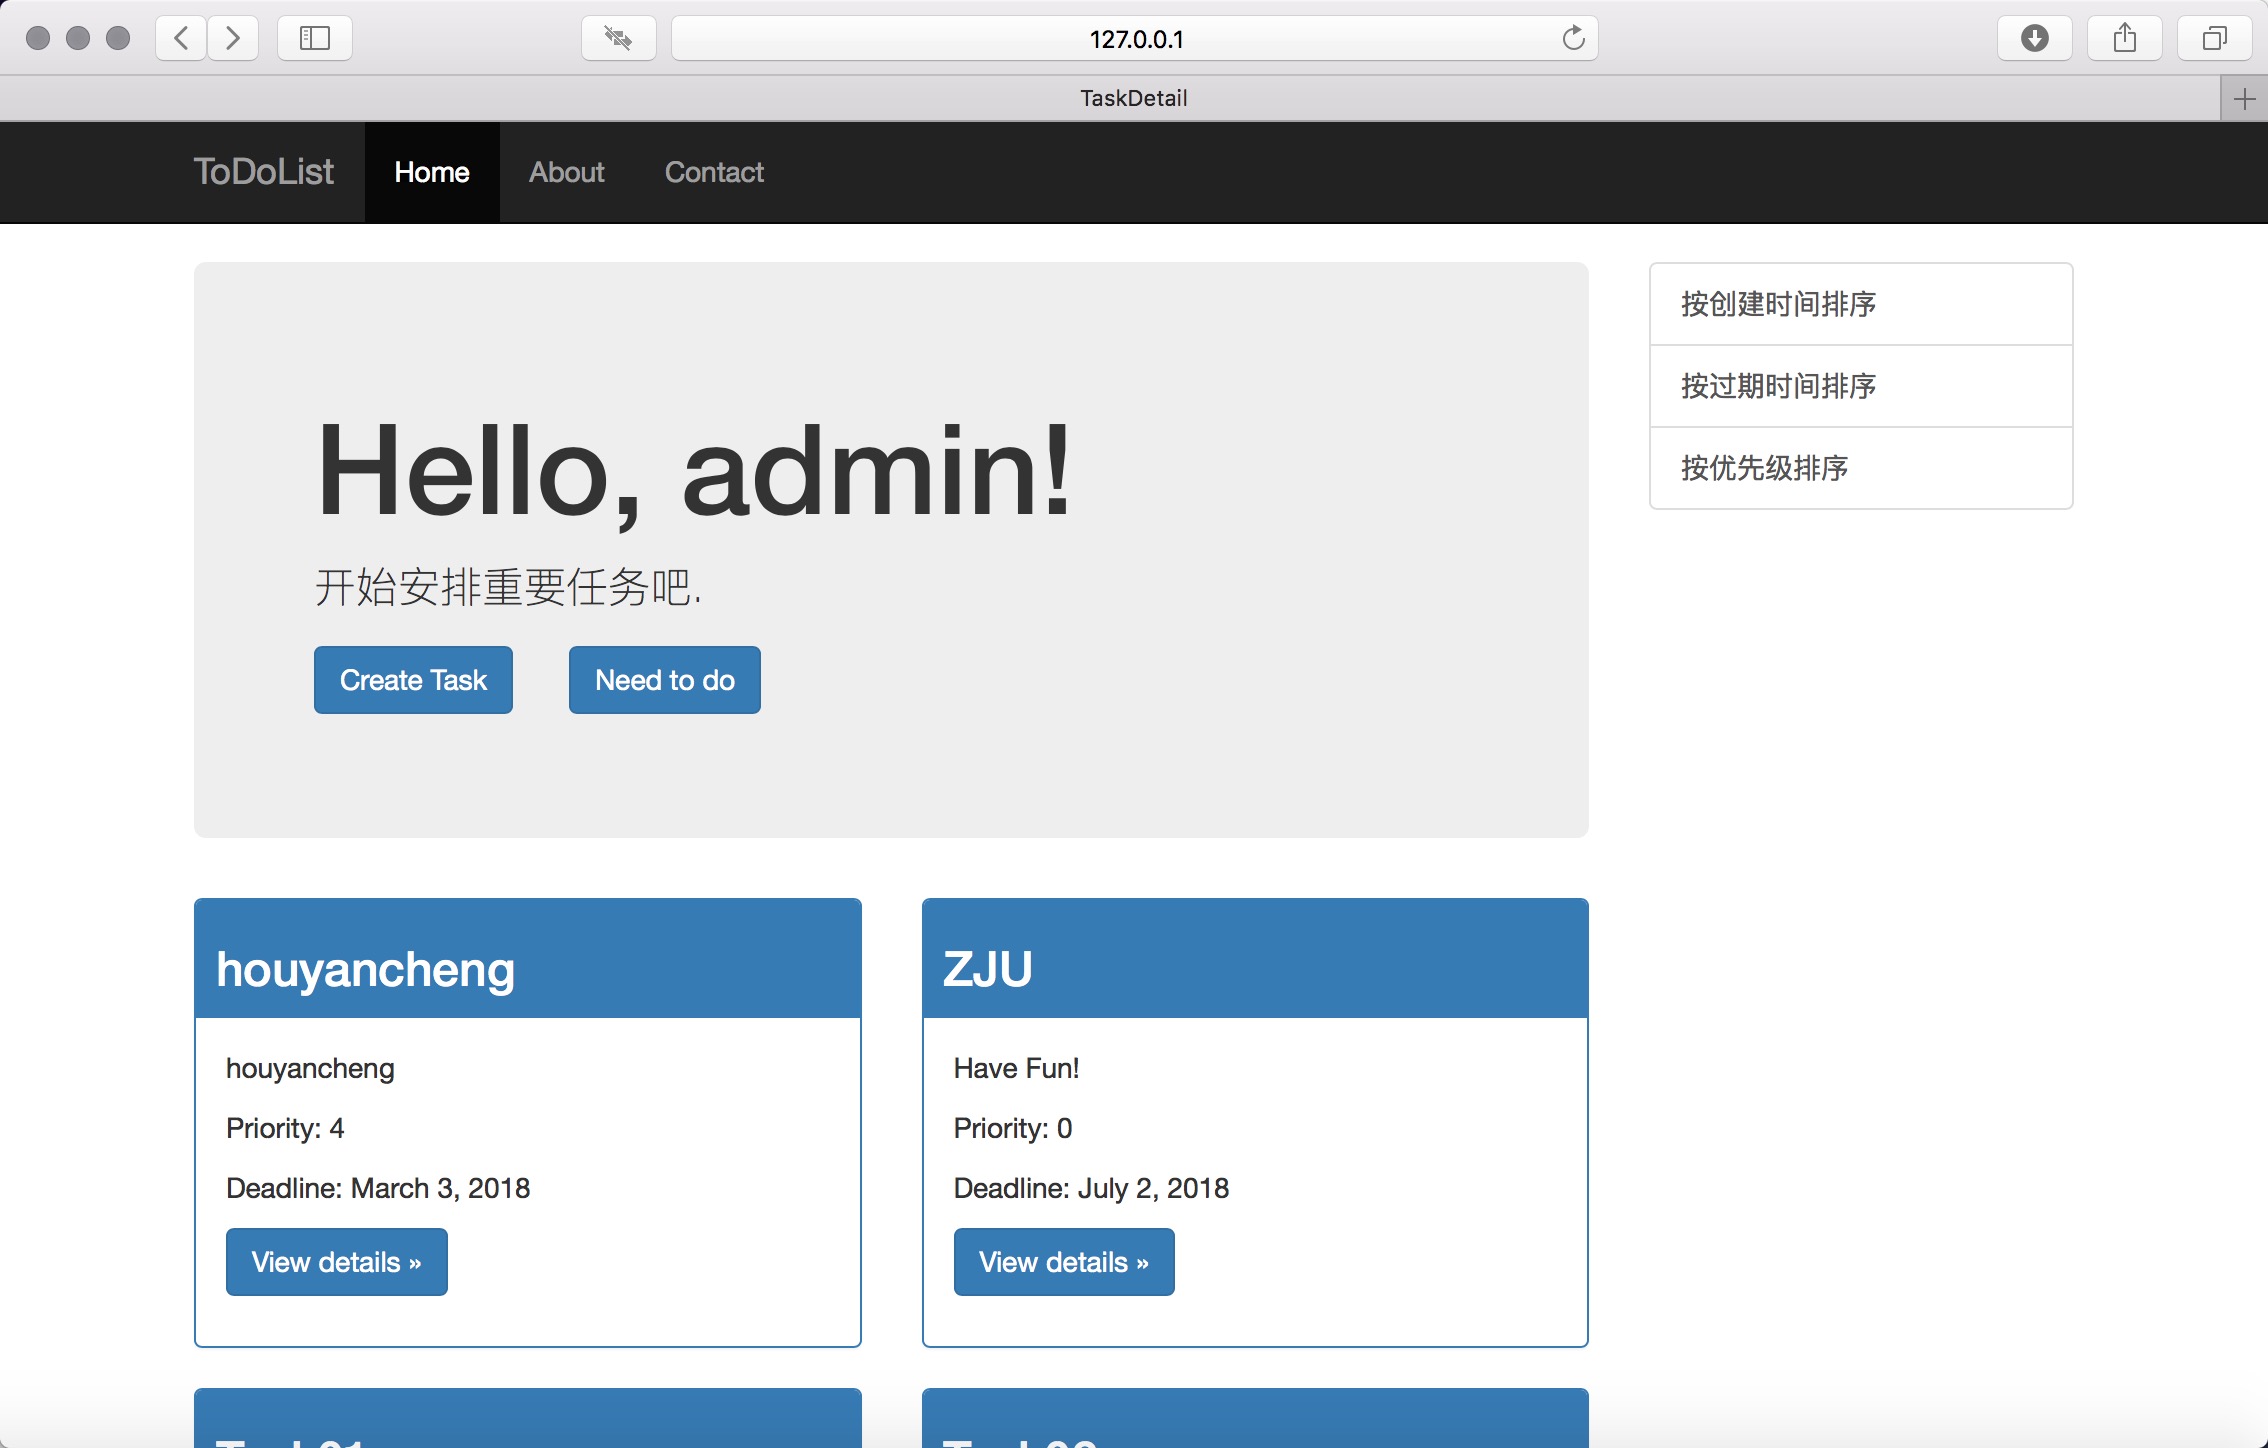 127.0.0.1
TaskDetail
ToDoList Home About Contact
Hello, admin!
开始安排重要任务吧.
Create Task Need to do
按创建时间排序
按过期时间排序
按优先级排序
houyancheng
houyancheng
Priority: 4
Deadline: March 3, 2018
View details »
ZJU
Have Fun!
Priority: 0
Deadline: July 2, 2018
View details »